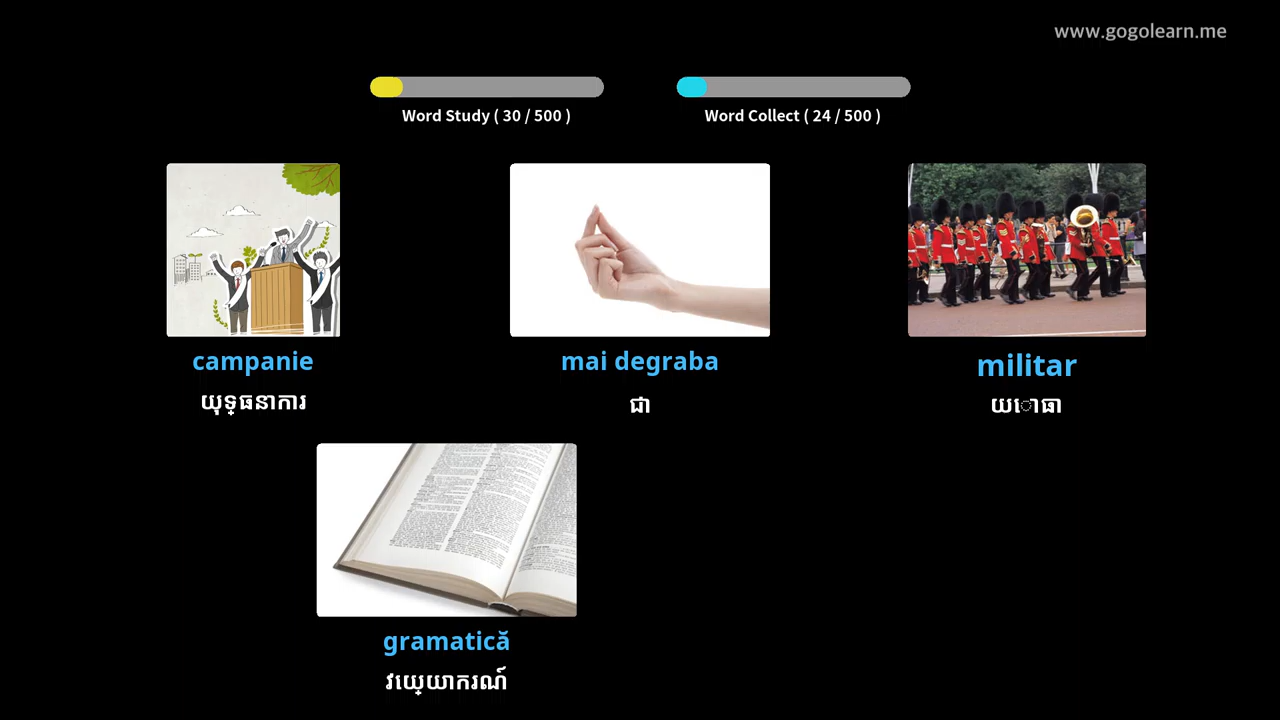 www.gogolearn.me
Word Study ( 30 / 500 )
Word Collect ( 24 / 500 )
campanie
យុទ្ធនាការ
mai degraba
ជា
militar
យោធា
gramatică
វេយ្យាករណ៍